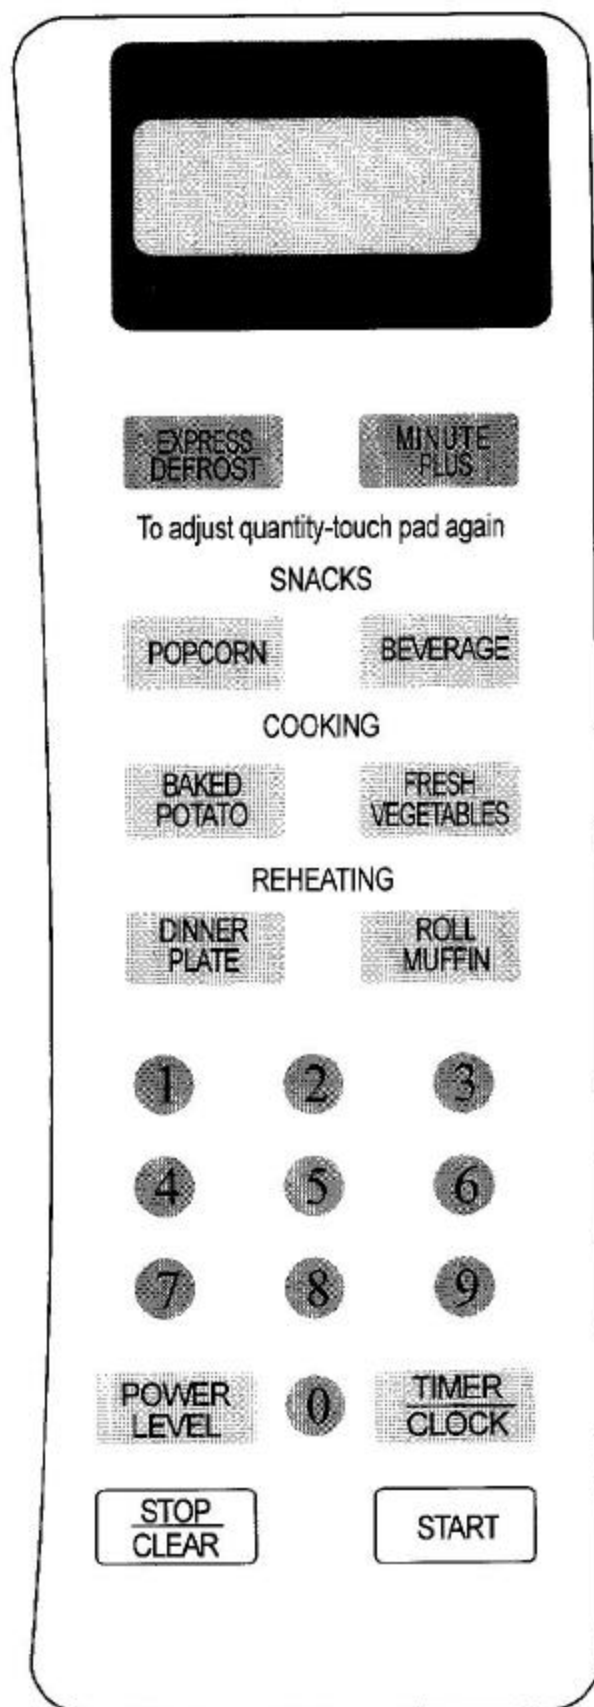 EXPRESS DEFROST
MINUTE PLUS
To adjust quantity-touch pad again
SNACKS
POPCORN
BEVERAGE
COOKING
BAKED POTATO
FRESH VEGETABLES
REHEATING
DINNER PLATE
ROLL MUFFIN
1 2 3
4 5 6
7 8 9
POWER LEVEL
0
TIMER CLOCK
STOP CLEAR
START